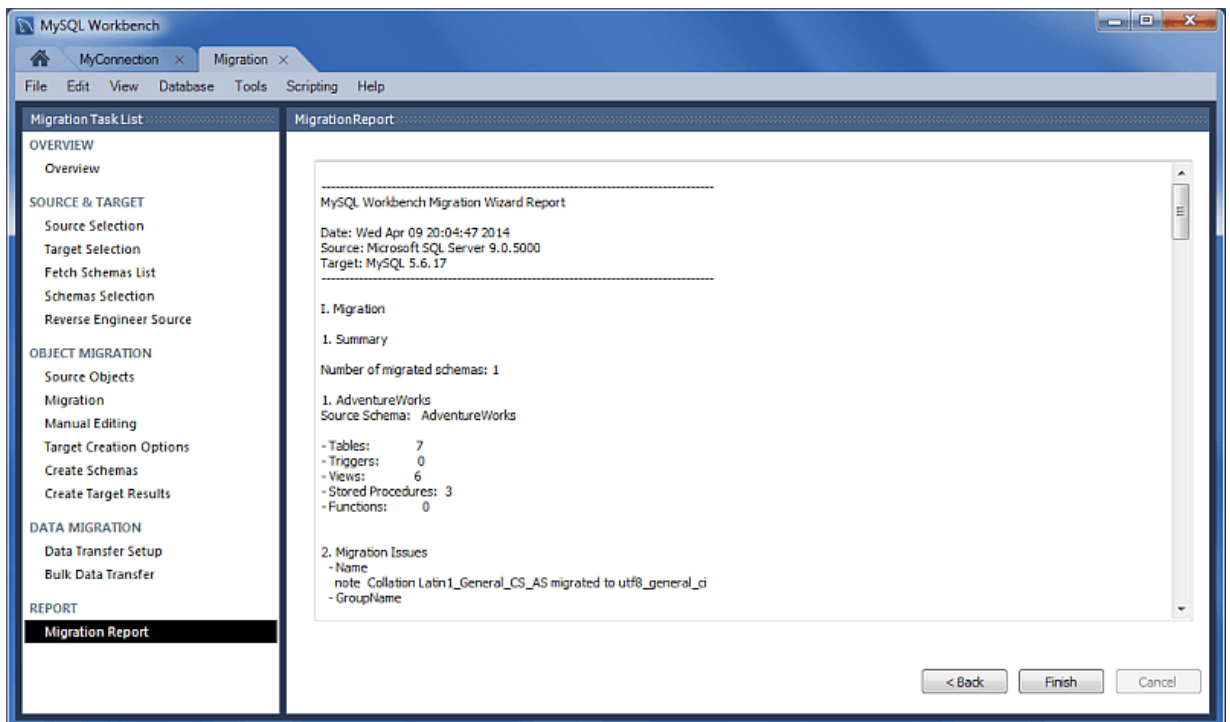 MySQL Workbench
MyConnection
Migration
File Edit View Database Tools Scripting Help
Migration Task List
OVERVIEW
Overview
SOURCE & TARGET
Source Selection
Target Selection
Fetch Schemas List
Schemas Selection
Reverse Engineer Source
OBJECT MIGRATION
Source Objects
Migration
Manual Editing
Target Creation Options
Create Schemas
Create Target Results
DATA MIGRATION
Data Transfer Setup
Bulk Data Transfer
REPORT
Migration Report
Migration Report
------------------------------------------------------------------------------------
MySQL Workbench Migration Wizard Report
Date: Wed Apr 09 20:04:47 2014
Source: Microsoft SQL Server 9.0.5000
Target: MySQL 5.6.17
------------------------------------------------------------------------------------
I. Migration
1. Summary
Number of migrated schemas: 1
1. AdventureWorks
Source Schema: AdventureWorks
- Tables: 7
- Triggers: 0
- Views: 6
- Stored Procedures: 3
- Functions: 0
2. Migration Issues
- Name
note Collation Latin1_General_CS_AS migrated to utf8_general_ci
- GroupName
< Back Finish Cancel